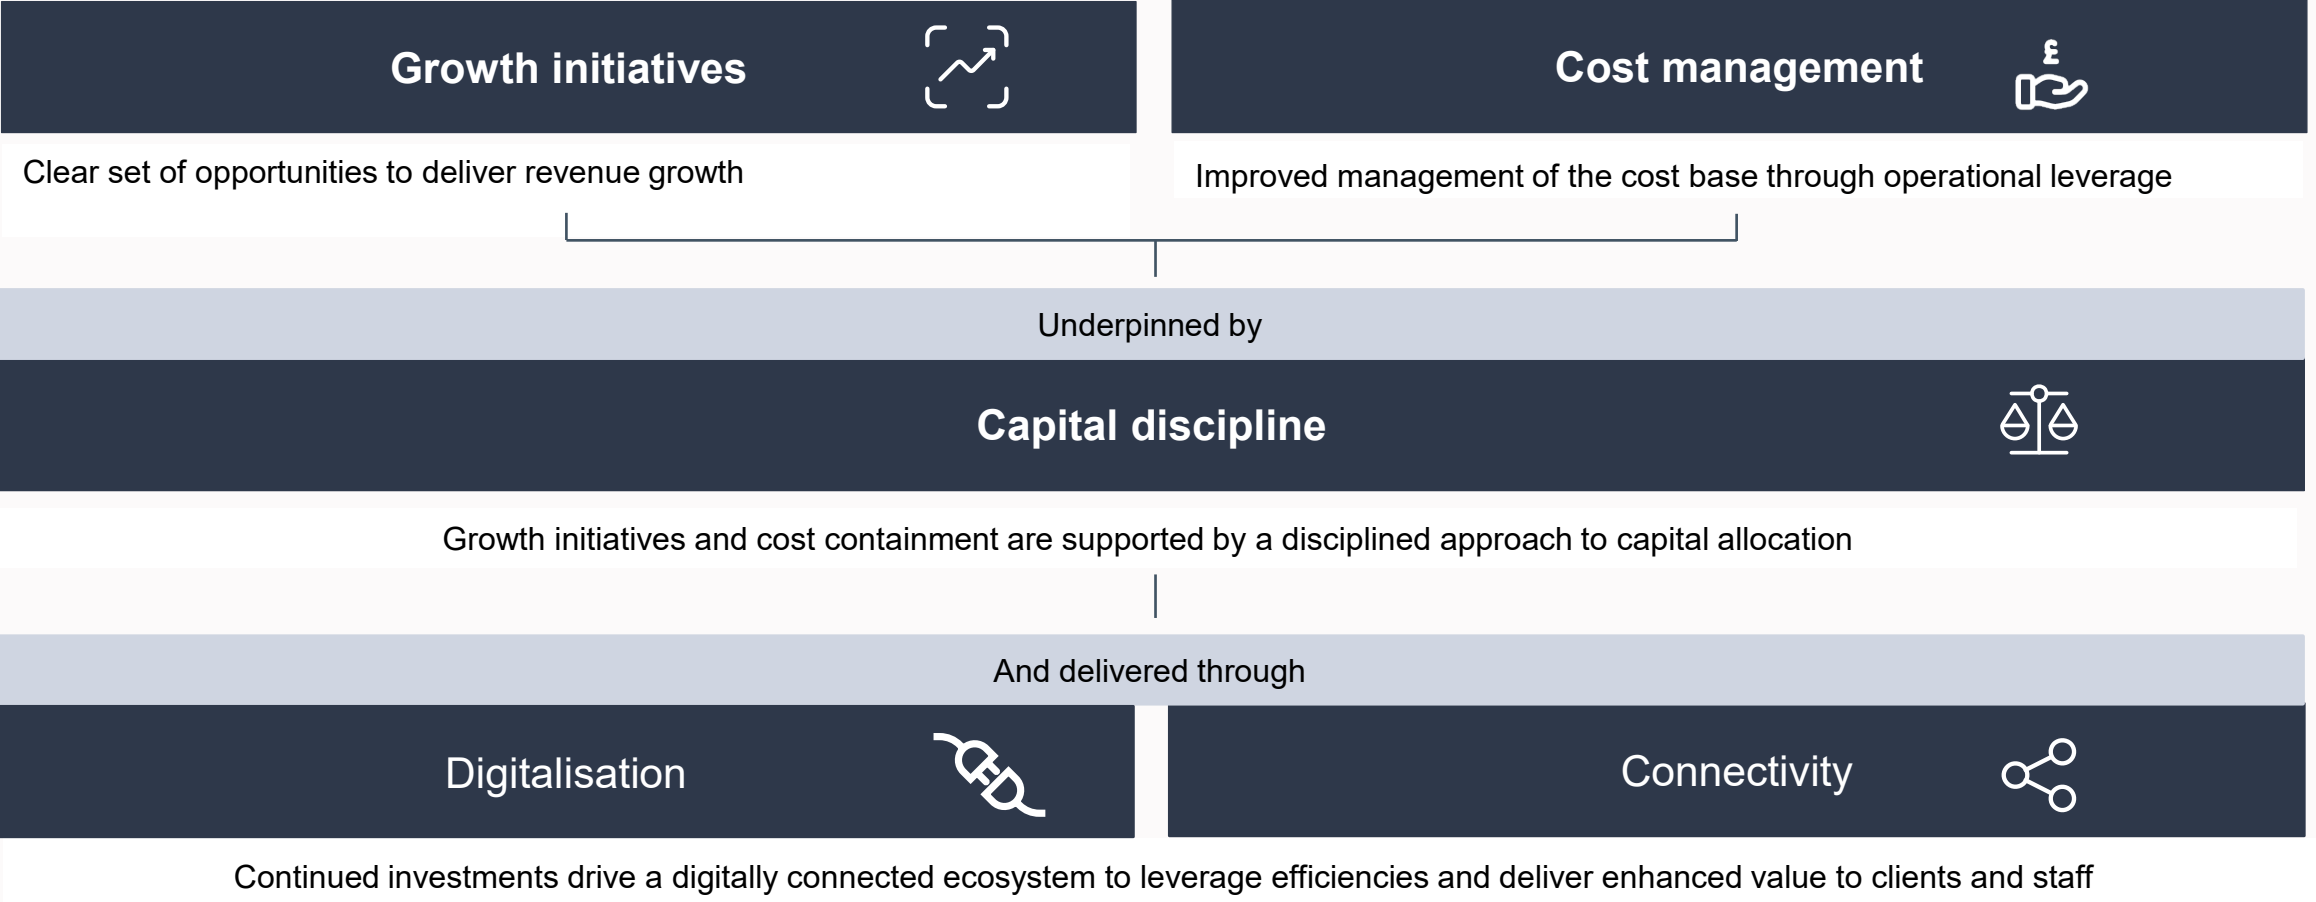 Growth initiatives
Cost management
£
Clear set of opportunities to deliver revenue growth
Improved management of the cost base through operational leverage
Underpinned by
Capital discipline
Growth initiatives and cost containment are supported by a disciplined approach to capital allocation
And delivered through
Digitalisation
Connectivity
Continued investments drive a digitally connected ecosystem to leverage efficiencies and deliver enhanced value to clients and staff